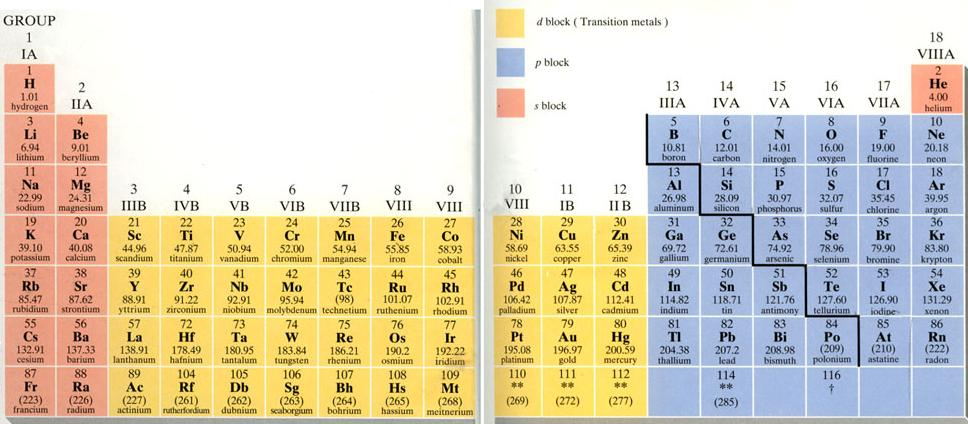 GROUP
1
IA
2
IIA
3 4 5 6 7 8 9
IIIB IVB VB VIB VIIB VIII VIII
10 11 12
VIII IB II B
13 14 15 16 17
IIIA IVA VA VIA VIIA
18
VIIIA
d block ( Transition metals )
p block
s block
1
H
1.01
hydrogen
2
He
4.00
helium
3 4 5 6 7 8 9 10
Li Be B C N O F Ne
6.94 9.01 10.81 12.01 14.01 16.00 19.00 20.18
lithium beryllium boron carbon nitrogen oxygen fluorine neon
11 12 13 14 15 16 17 18
Na Mg Al Si P S Cl Ar
22.99 24.31 26.98 28.09 30.97 32.07 35.45 39.95
sodium magnesium aluminum silicon phosphorus sulfur chlorine argon
19 20 21 22 23 24 25 26 27 28 29 30 31 32 33 34 35 36
K Ca Sc Ti V Cr Mn Fe Co Ni Cu Zn Ga Ge As Se Br Kr
39.10 40.08 44.96 47.87 50.94 52.00 54.94 55.85 58.93 58.69 63.55 65.39 69.72 72.61 74.92 78.96 79.90 83.80
potassium calcium scandium titanium vanadium chromium manganese iron cobalt nickel copper zinc gallium germanium arsenic selenium bromine krypton
37 38 39 40 41 42 43 44 45 46 47 48 49 50 51 52 53 54
Rb Sr Y Zr Nb Mo Tc Ru Rh Pd Ag Cd In Sn Sb Te I Xe
85.47 87.62 88.91 91.22 92.91 95.94 (98) 101.07 102.91 106.42 107.87 112.41 114.82 118.71 121.76 127.60 126.90 131.29
rubidium strontium yttrium zirconium niobium molybdenum technetium ruthenium rhodium palladium silver cadmium indium tin antimony tellurium iodine xenon
55 56 57 72 73 74 75 76 77 78 79 80 81 82 83 84 85 86
Cs Ba La Hf Ta W Re Os Ir Pt Au Hg Tl Pb Bi Po At Rn
132.91 137.33 138.91 178.49 180.95 183.84 186.21 190.2 192.22 195.08 196.97 200.59 204.38 207.2 208.98 (209) (210) (222)
cesium barium lanthanum hafnium tantalum tungsten rhenium osmium iridium platinum gold mercury thallium lead bismuth polonium astatine radon
87 88 89 104 105 106 107 108 109 110 111 112 114 116
Fr Ra Ac Rf Db Sg Bh Hs Mt ** ** ** ** †
(223) (226) (227) (261) (262) (263) (264) (265) (268) (269) (272) (277) (285)
francium radium actinium rutherfordium dubnium seaborgium bohrium hassium meitnerium